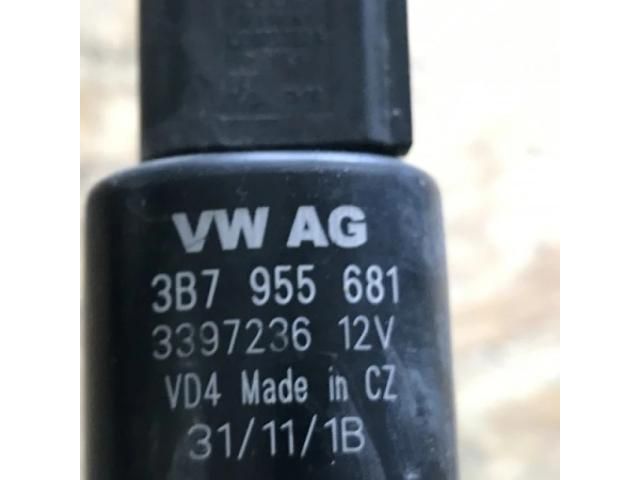 VW AG
3B7 955 681
3397236 12V
VD4 Made in CZ
31/11/1B